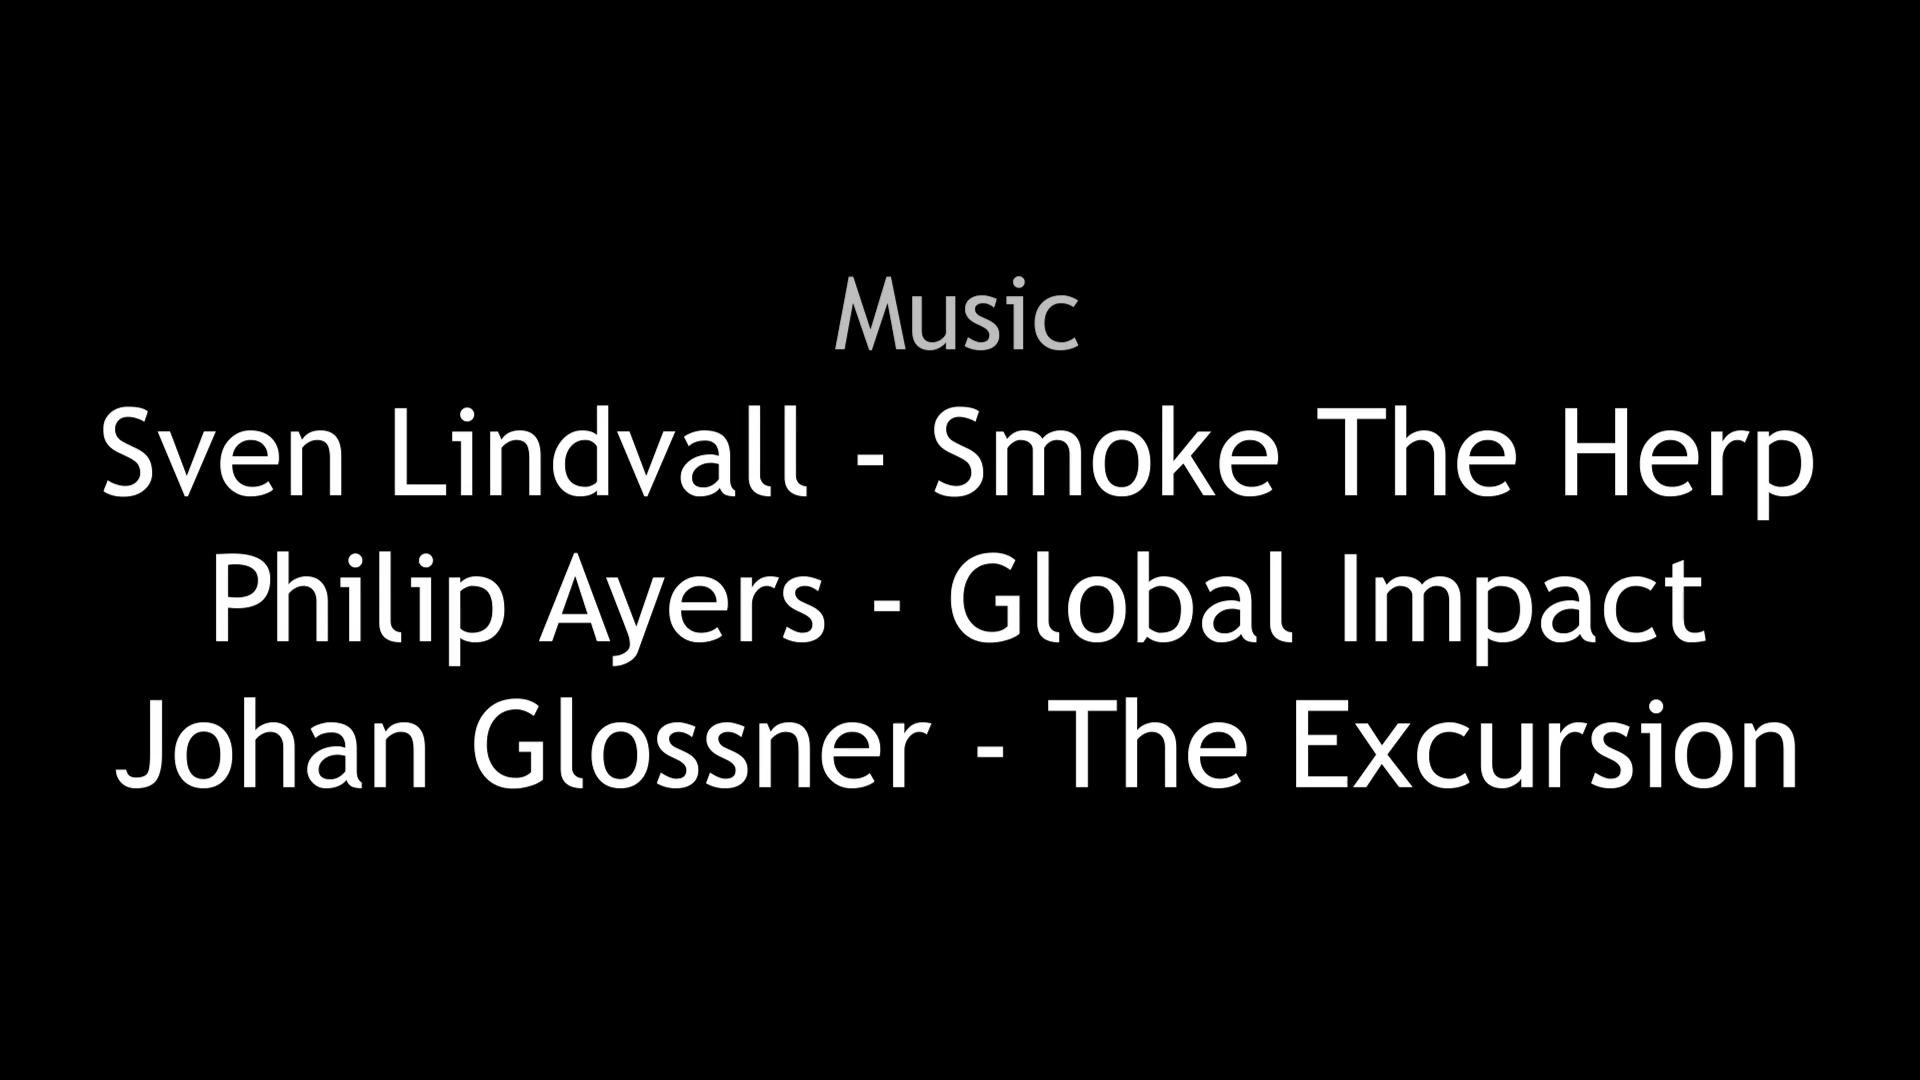 Music
Sven Lindvall - Smoke The Herp
Philip Ayers - Global Impact
Johan Glossner - The Excursion